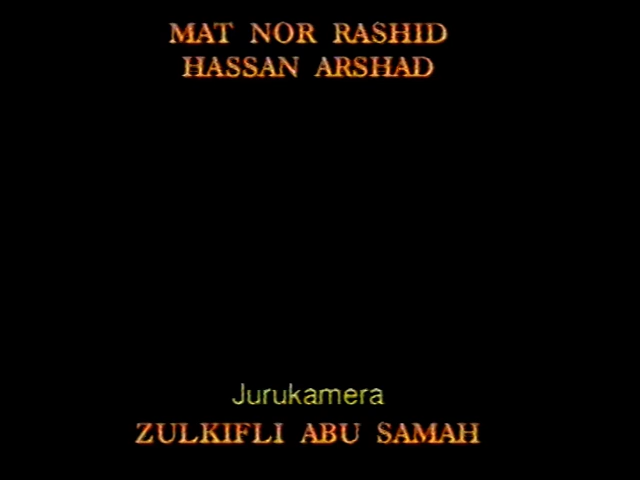 MAT NOR RASHID
HASSAN ARSHAD
Jurukamera
ZULKIFLI ABU SAMAH